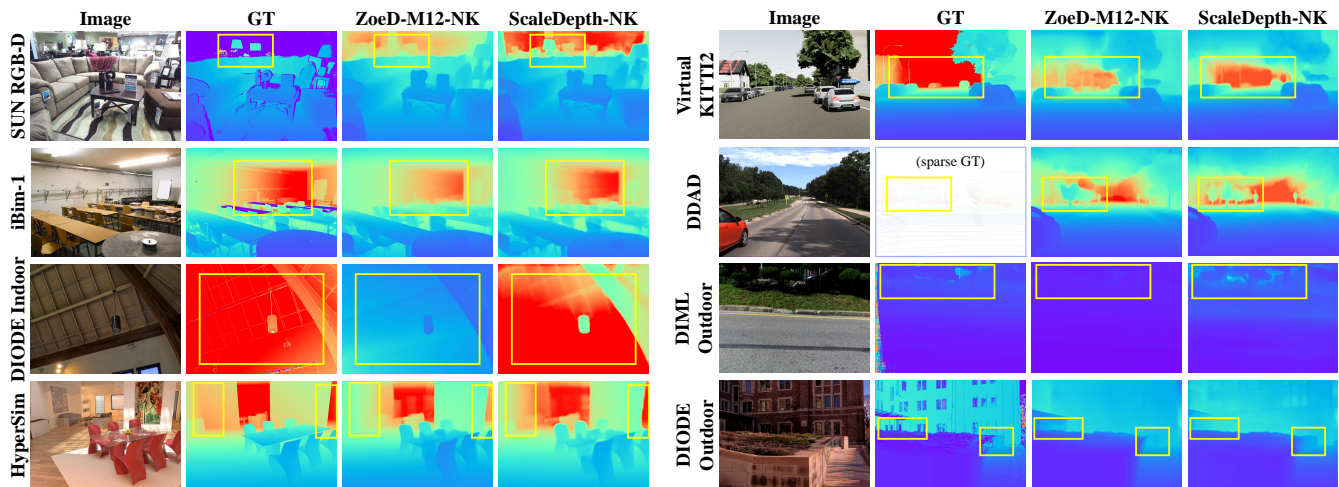 Image GT ZoeD-M12-NK ScaleDepth-NK
SUN RGB-D
iBim-1
DIODE Indoor
HyperSim
Image GT ZoeD-M12-NK ScaleDepth-NK
Virtual
KITTI2
DDAD
(sparse GT)
DIML
Outdoor
DIODE
Outdoor